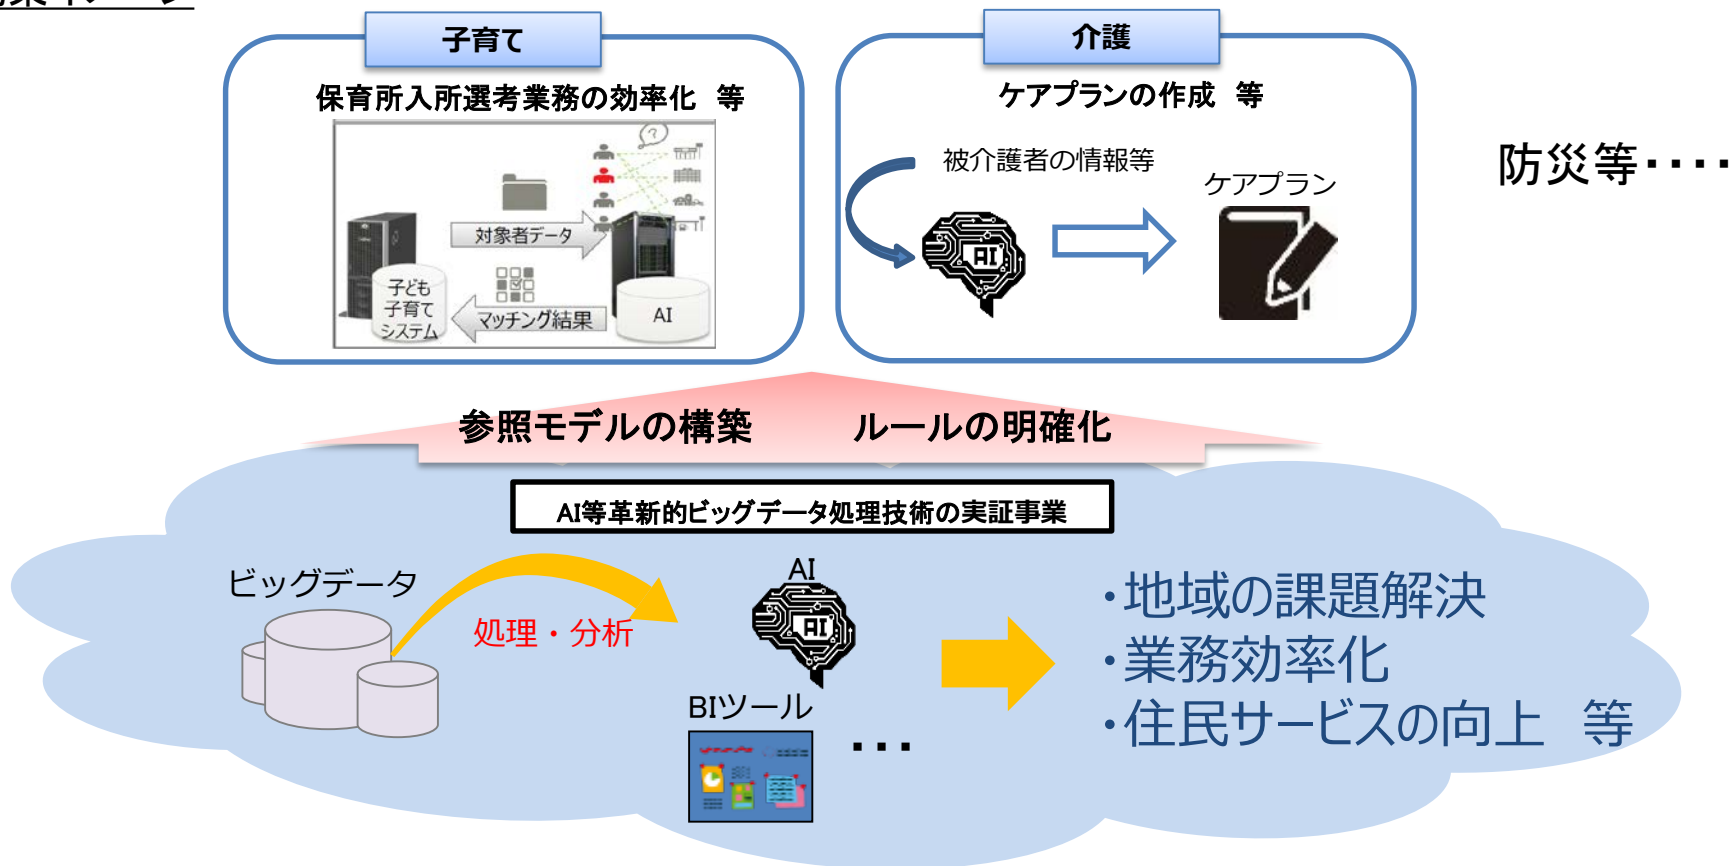 子育て
保育所入所選考業務の効率化 等
?
対象者データ
子ども
子育て
システム
マッチング結果
AI
介護
ケアプランの作成 等
被介護者の情報等
ケアプラン
AI
防災等・・・・
参照モデルの構築 ルールの明確化
AI等革新的ビッグデータ処理技術の実証事業
ビッグデータ
処理・分析
AI
AI
BIツール
・・・
・地域の課題解決
・業務効率化
・住民サービスの向上 等